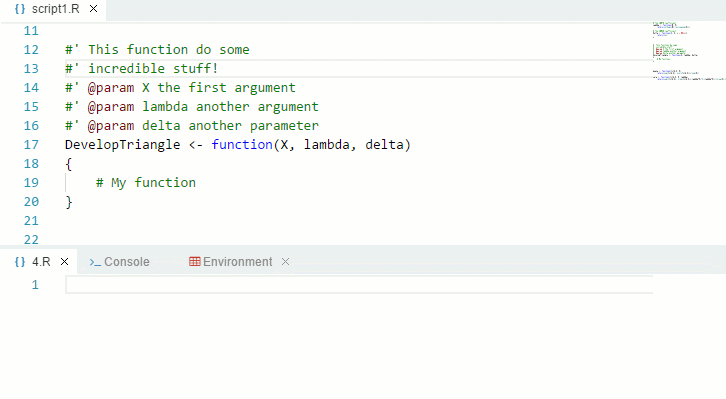 {} script1.R ×
11
12 #' This function do some
13 #' incredible stuff!
14 #' @param X the first argument
15 #' @param lambda another argument
16 #' @param delta another parameter
17 DevelopTriangle <- function(X, lambda, delta)
18 {
19 # My function
20 }
21
22
{} 4.R × >_ Console Environment ×
1